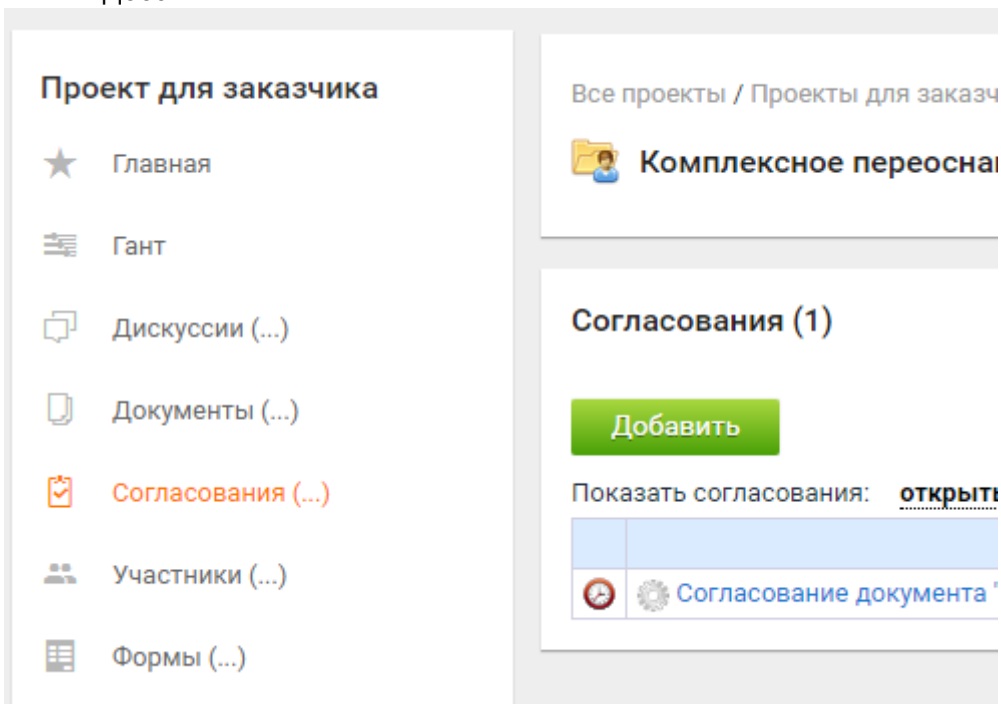 Проект для заказчика
Главная
Гант
Дискуссии (...)
Документы (...)
Согласования (...)
Участники (...)
Формы (...)
Все проекты / Проекты для заказч
Комплексное переосна
Согласования (1)
Добавить
Показать согласования: открыть
Согласование документа "